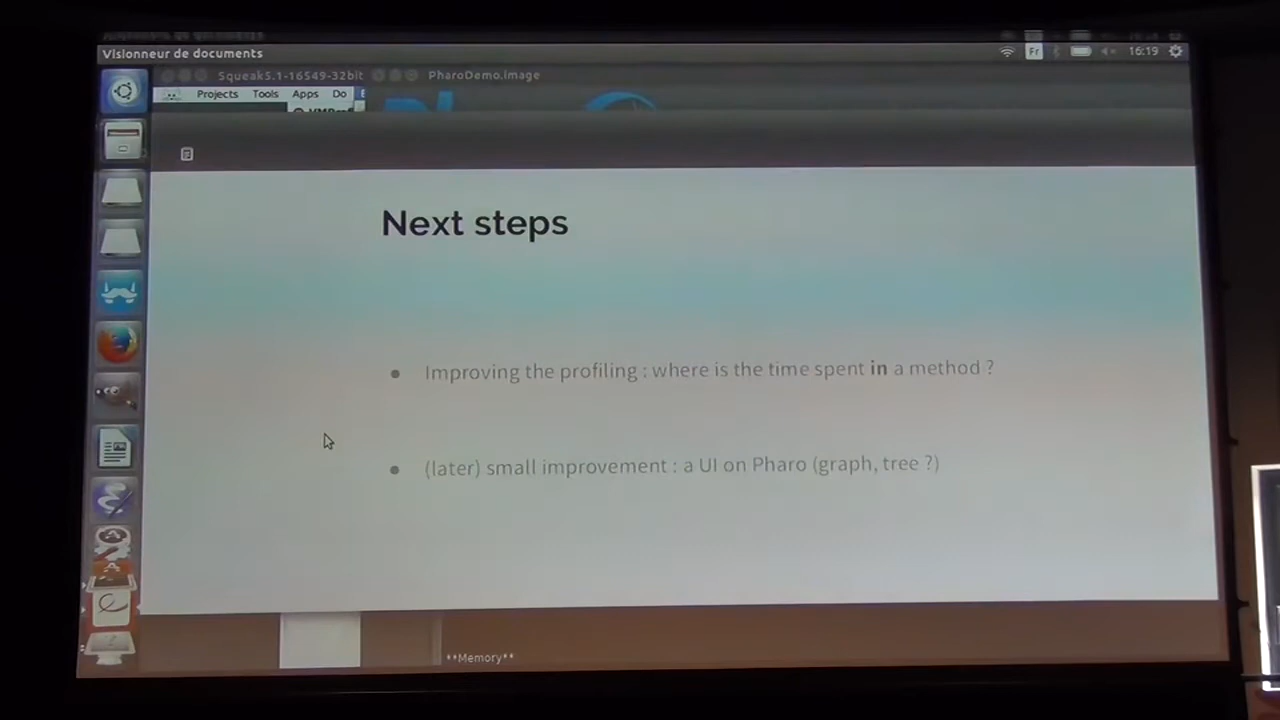 Visionneur de documents
Fr
16:19
Squeak5.1-16549-32bit
PharoDemo.image
Projects Tools Apps Do
Next steps
● Improving the profiling : where is the time spent in a method ?
● (later) small improvement : a UI on Pharo (graph, tree ?)
**Memory**